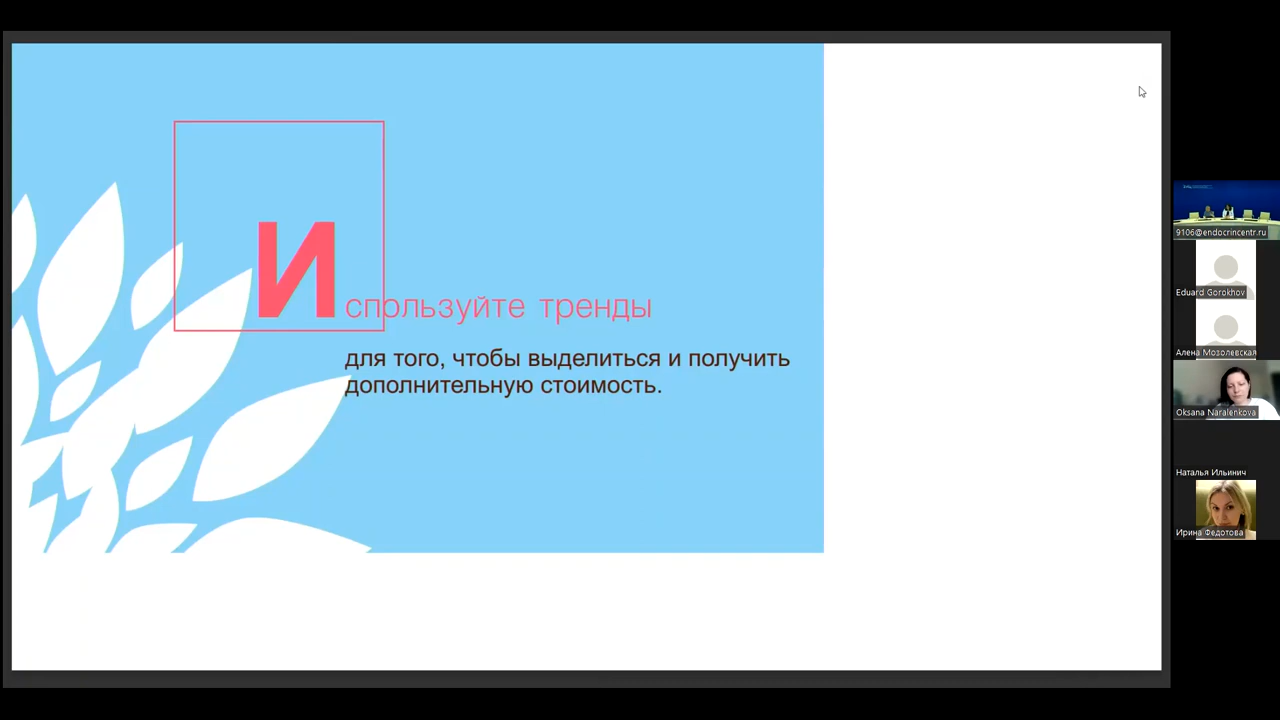 Используйте тренды
для того, чтобы выделиться и получить
дополнительную стоимость.
9106@endocrincentr.ru
Eduard Gorokhov
Алена Мозолевская
Oksana Naralenkova
Наталья Ильинич
Ирина Федотова